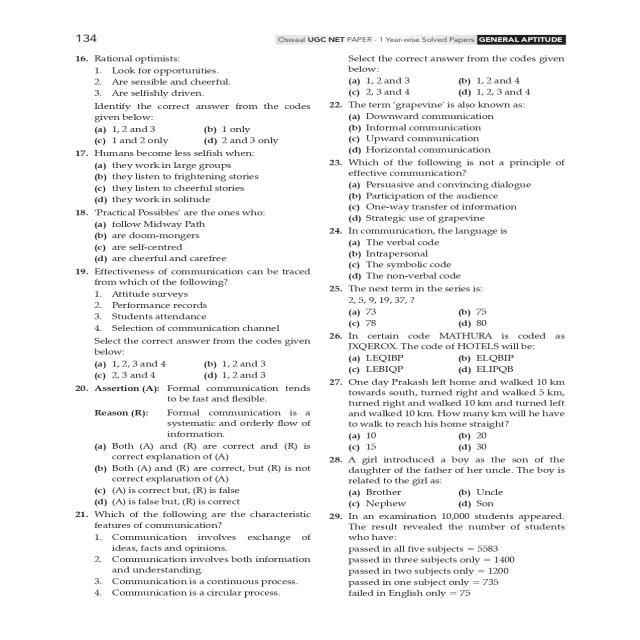 134
Oswaal UGC NET PAPER - 1 Year-wise Solved Papers GENERAL APTITUDE
16. Rational optimists:
1. Look for opportunities.
2. Are sensible and cheerful.
3. Are selfishly driven.
Identify the correct answer from the codes
given below:
(a) 1, 2 and 3 (b) 1 only
(c) 1 and 2 only (d) 2 and 3 only
17. Humans become less selfish when:
(a) they work in large groups
(b) they listen to frightening stories
(c) they listen to cheerful stories
(d) they work in solitude
18. 'Practical Possibles' are the ones who:
(a) follow Midway Path
(b) are doom-mongers
(c) are self-centred
(d) are cheerful and carefree
19. Effectiveness of communication can be traced
from which of the following?
1. Attitude surveys
2. Performance records
3. Students attendance
4. Selection of communication channel
Select the correct answer from the codes given
below:
(a) 1, 2, 3 and 4 (b) 1, 2 and 3
(c) 2, 3 and 4 (d) 1, 2 and 3
20. Assertion (A): Formal communication tends
to be fast and flexible.
Reason (R): Formal communication is a
systematic and orderly flow of
information.
(a) Both (A) and (R) are correct and (R) is
correct explanation of (A)
(b) Both (A) and (R) are correct, but (R) is not
correct explanation of (A)
(c) (A) is correct but, (R) is false
(d) (A) is false but, (R) is correct
21. Which of the following are the characteristic
features of communication?
1. Communication involves exchange of
ideas, facts and opinions.
2. Communication involves both information
and understanding.
3. Communication is a continuous process.
4. Communication is a circular process.
Select the correct answer from the codes given
below:
(a) 1, 2 and 3 (b) 1, 2 and 4
(c) 2, 3 and 4 (d) 1, 2, 3 and 4
22. The term 'grapevine' is also known as:
(a) Downward communication
(b) Informal communication
(c) Upward communication
(d) Horizontal communication
23. Which of the following is not a principle of
effective communication?
(a) Persuasive and convincing dialogue
(b) Participation of the audience
(c) One-way transfer of information
(d) Strategic use of grapevine
24. In communication, the language is
(a) The verbal code
(b) Intrapersonal
(c) The symbolic code
(d) The non-verbal code
25. The next term in the series is:
2, 5, 9, 19, 37, ?
(a) 73 (b) 75
(c) 78 (d) 80
26. In certain code MATHURA is coded as
JXQEROX. The code of HOTELS will be:
(a) LEQIBP (b) ELQBIP
(c) LEBIQP (d) ELIPQB
27. One day Prakash left home and walked 10 km
towards south, turned right and walked 5 km,
turned right and walked 10 km and turned left
and walked 10 km. How many km will he have
to walk to reach his home straight?
(a) 10 (b) 20
(c) 15 (d) 30
28. A girl introduced a boy as the son of the
daughter of the father of her uncle. The boy is
related to the girl as:
(a) Brother (b) Uncle
(c) Nephew (d) Son
29. In an examination 10,000 students appeared.
The result revealed the number of students
who have:
passed in all five subjects = 5583
passed in three subjects only = 1400
passed in two subjects only = 1200
passed in one subject only = 735
failed in English only = 75